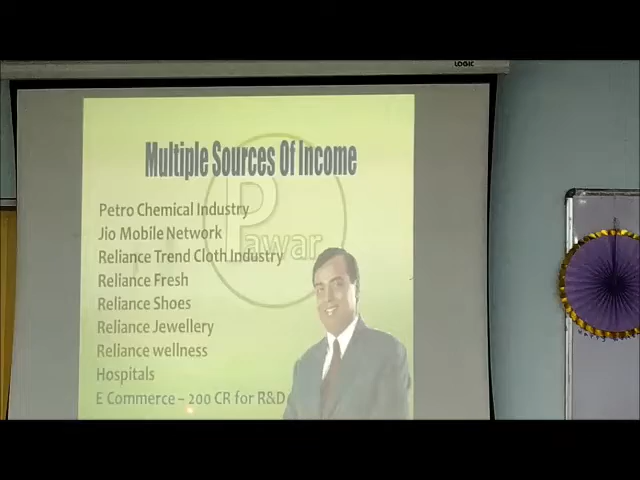 LOGIC
Multiple Sources Of Income
Pawar
Petro Chemical Industry
Jio Mobile Network
Reliance Trend Cloth Industry
Reliance Fresh
Reliance Shoes
Reliance Jewellery
Reliance wellness
Hospitals
E Commerce – 200 CR for R&D